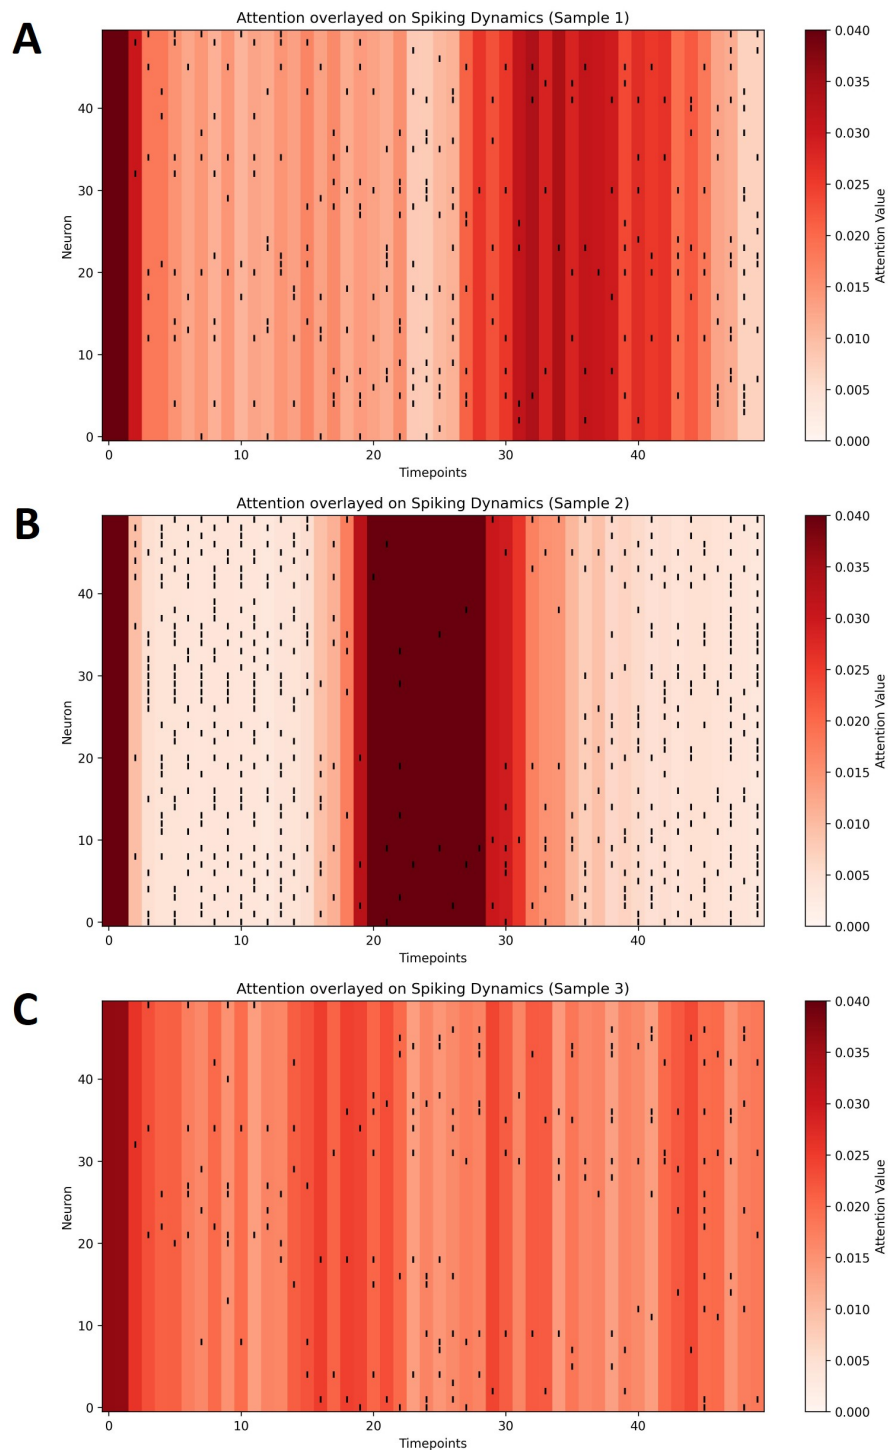 A
Attention overlayed on Spiking Dynamics (Sample 1)
Neuron
40
30
20
10
0
0 10 20 30 40
Timepoints
0.040
0.035
0.030
0.025
0.020
0.015
0.010
0.005
0.000
Attention Value
B
Attention overlayed on Spiking Dynamics (Sample 2)
Neuron
40
30
20
10
0
0 10 20 30 40
Timepoints
0.040
0.035
0.030
0.025
0.020
0.015
0.010
0.005
0.000
Attention Value
C
Attention overlayed on Spiking Dynamics (Sample 3)
Neuron
40
30
20
10
0
0 10 20 30 40
Timepoints
0.040
0.035
0.030
0.025
0.020
0.015
0.010
0.005
0.000
Attention Value